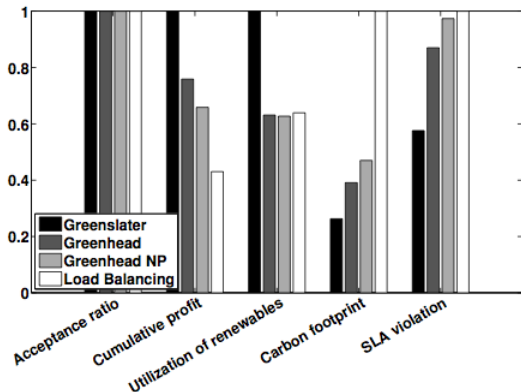 1
0.8
0.6
0.4
0.2
0
Greenslater
Greenhead
Greenhead NP
Load Balancing
Acceptance ratio
Cumulative profit
Utilization of renewables
Carbon footprint
SLA violation